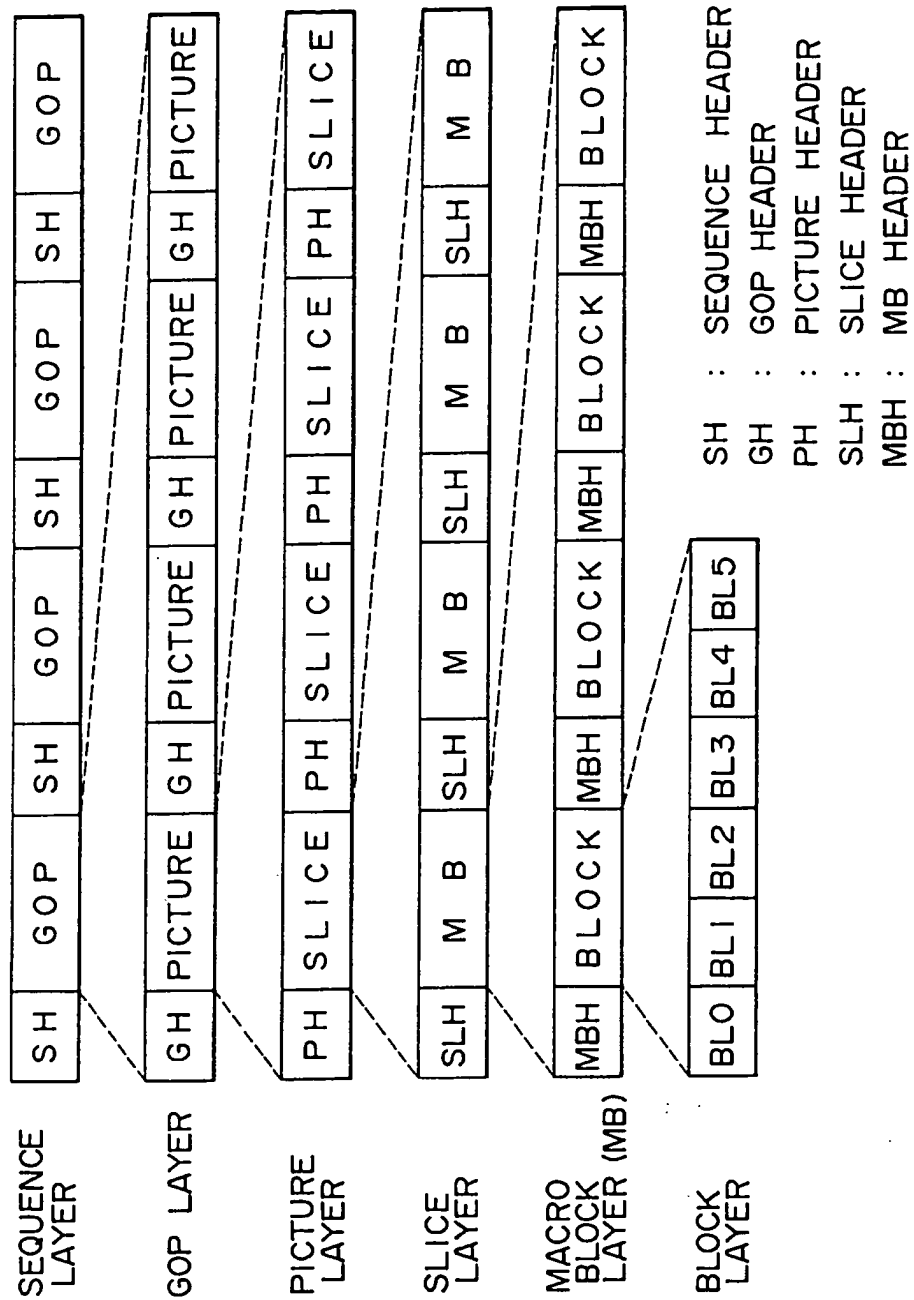 SEQUENCE
LAYER
SH GOP SH GOP SH GOP SH GOP
GOP LAYER
GH PICTURE GH PICTURE GH PICTURE GH PICTURE
PICTURE
LAYER
PH SLICE PH SLICE PH SLICE PH SLICE
SLICE
LAYER
SLH MB SLH MB SLH MB SLH MB
MACRO
BLOCK
LAYER (MB)
MBH BLOCK MBH BLOCK MBH BLOCK MBH BLOCK
BLOCK
LAYER
BL0 BL1 BL2 BL3 BL4 BL5
SH : SEQUENCE HEADER
GH : GOP HEADER
PH : PICTURE HEADER
SLH : SLICE HEADER
MBH : MB HEADER